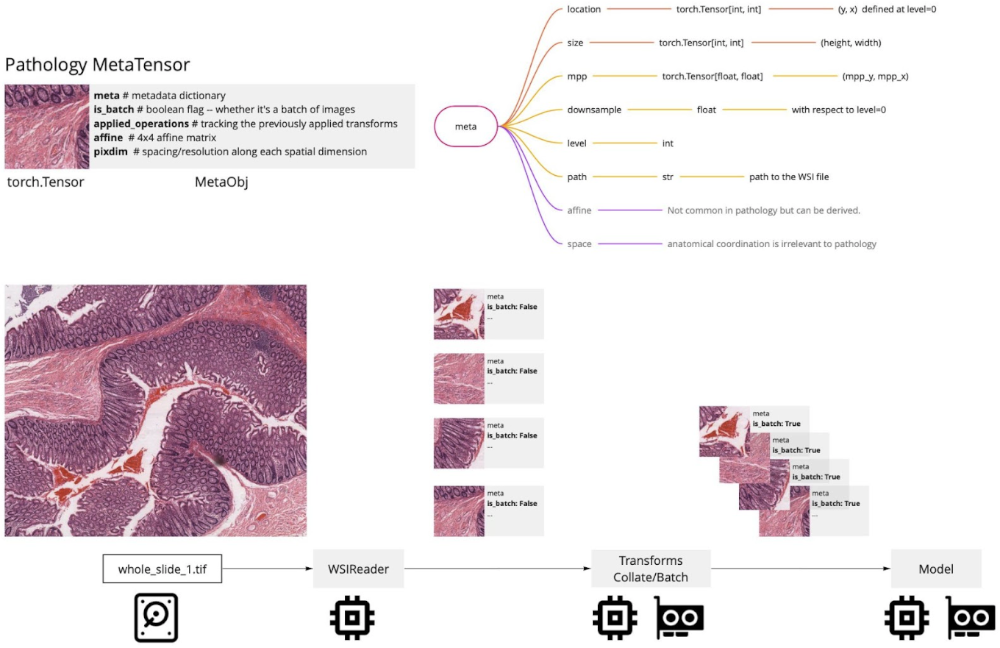 Pathology MetaTensor
meta # metadata dictionary
is_batch # boolean flag -- whether it's a batch of images
applied_operations # tracking the previously applied transforms
affine # 4x4 affine matrix
pixdim # spacing/resolution along each spatial dimension
torch.Tensor
MetaObj
meta
location torch.Tensor[int, int] (y, x) defined at level=0
size torch.Tensor[int, int] (height, width)
mpp torch.Tensor[float, float] (mpp_y, mpp_x)
downsample float with respect to level=0
level int
path str path to the WSI file
affine Not common in pathology but can be derived.
space anatomical coordination is irrelevant to pathology
meta
is_batch: False
...
meta
is_batch: False
...
meta
is_batch: False
...
meta
is_batch: False
...
meta
is_batch: True
meta
is_batch: True
meta
is_batch: True
meta
is_batch: True
...
whole_slide_1.tif
WSIReader
Transforms
Collate/Batch
Model